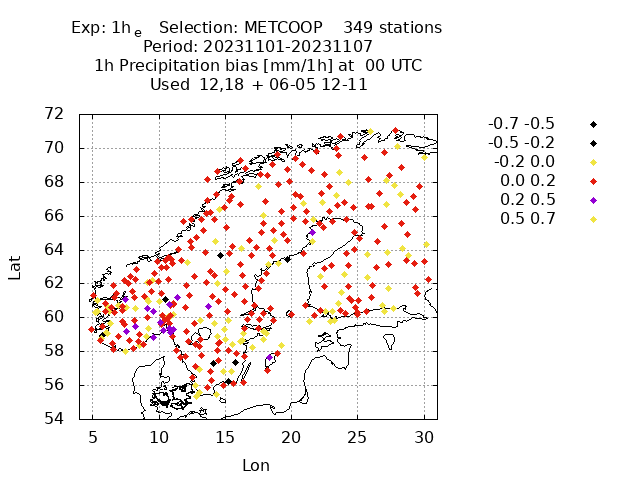 Exp: 1h e Selection: METCOOP 349 stations
Period: 20231101-20231107
1h Precipitation bias [mm/1h] at 00 UTC
Used 12,18 + 06-05 12-11
-0.7 -0.5
-0.5 -0.2
-0.2 0.0
0.0 0.2
0.2 0.5
0.5 0.7
72
70
68
66
64
62
60
58
56
54
Lat
5 10 15 20 25 30
Lon